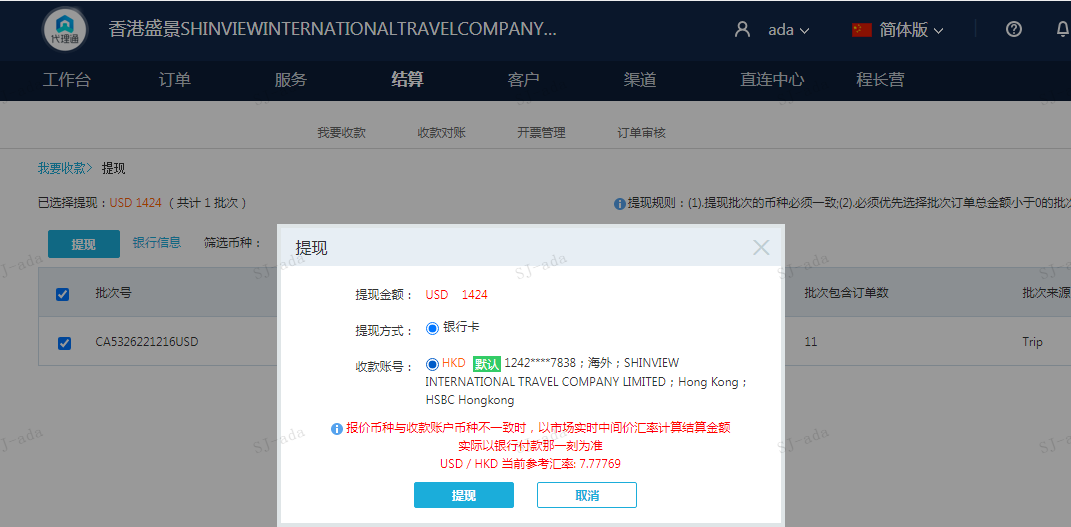 代理通
香港盛景SHINVIEWINTERNATIONALTRAVELCOMPANY...
ada
简体版
工作台 订单 服务 结算 客户 渠道 直连中心 程长营
我要收款 收款对账 开票管理 订单审核
我要收款> 提现
已选择提现：USD 1424 （ 共计 1 批次 ）
提现规则：(1).提现批次的币种必须一致;(2).必须优先选择批次订单总金额小于0的批次
提现 银行信息 筛选币种：
批次号 批次包含订单数 批次来源
CA5326221216USD 11 Trip
提现
提现金额： USD 1424
提现方式： 银行卡
收款账号： HKD 默认 1242****7838；海外；SHINVIEW
INTERNATIONAL TRAVEL COMPANY LIMITED；Hong Kong；
HSBC Hongkong
报价币种与收款账户币种不一致时，以市场实时中间价汇率计算结算金额
实际以银行付款那一刻为准
USD / HKD 当前参考汇率: 7.77769
提现 取消
SJ-ada
SJ-ada
SJ-ada
SJ-ada
SJ-ada
SJ-ada